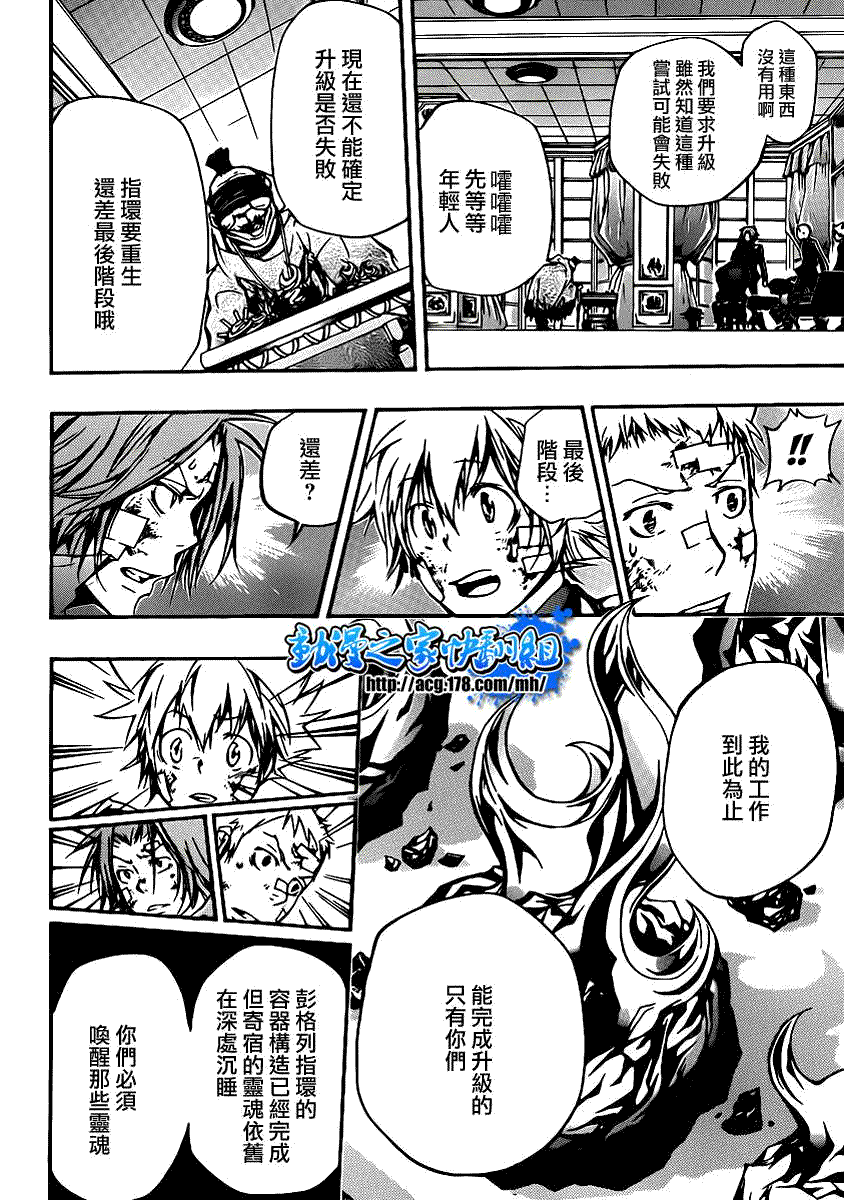 這種東西
沒有用啊
我們要求升級
雖然知道這種
嘗試可能會失敗
嚯嚯嚯
先等等
年輕人
現在還不能確定
升級是否失敗
指環要重生
還差最後階段哦
!!
最後
階段…
還差?
我的工作
到此為止
能完成升級的
只有你們
彭格列指環的
容器構造已經完成
但寄宿的靈魂依舊
在深處沉睡
你們必須
喚醒那些靈魂
動漫之家汉翻組
http://acg.178.com/mh/